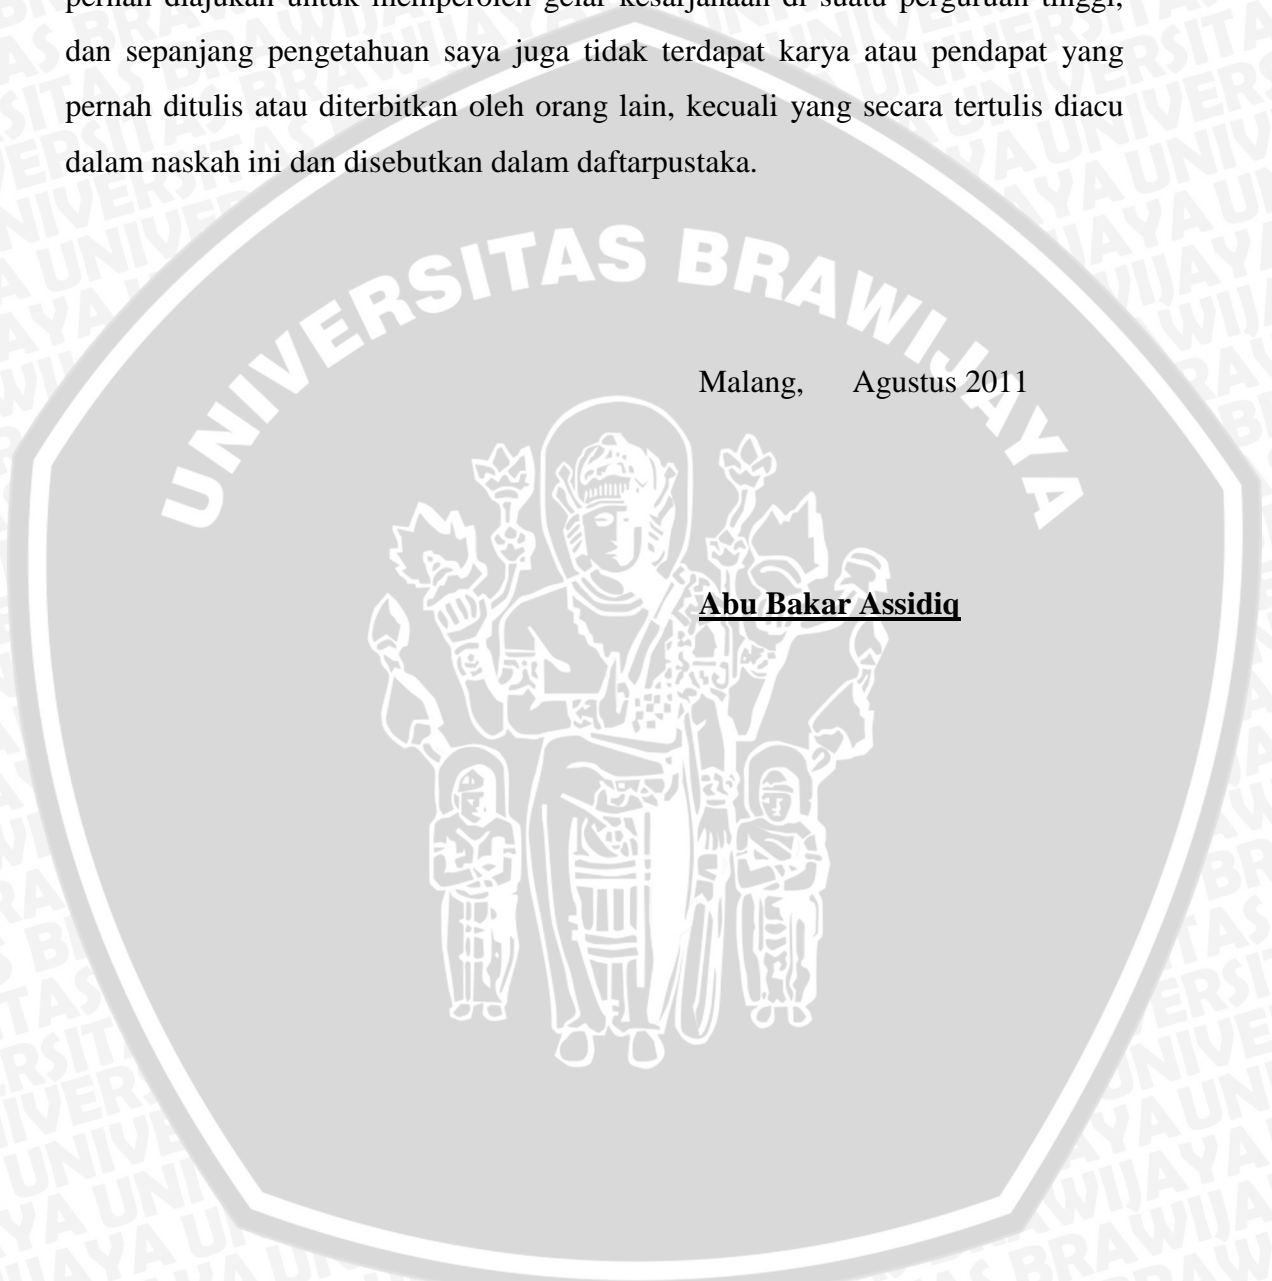 pernah diajukan untuk memperoleh gelar kesarjanaan di suatu perguruan tinggi,
dan sepanjang pengetahuan saya juga tidak terdapat karya atau pendapat yang
pernah ditulis atau diterbitkan oleh orang lain, kecuali yang secara tertulis diacu
dalam naskah ini dan disebutkan dalam daftarpustaka.
UNIVERSITAS BRAWIJAYA
Malang, Agustus 2011
Abu Bakar Assidiq